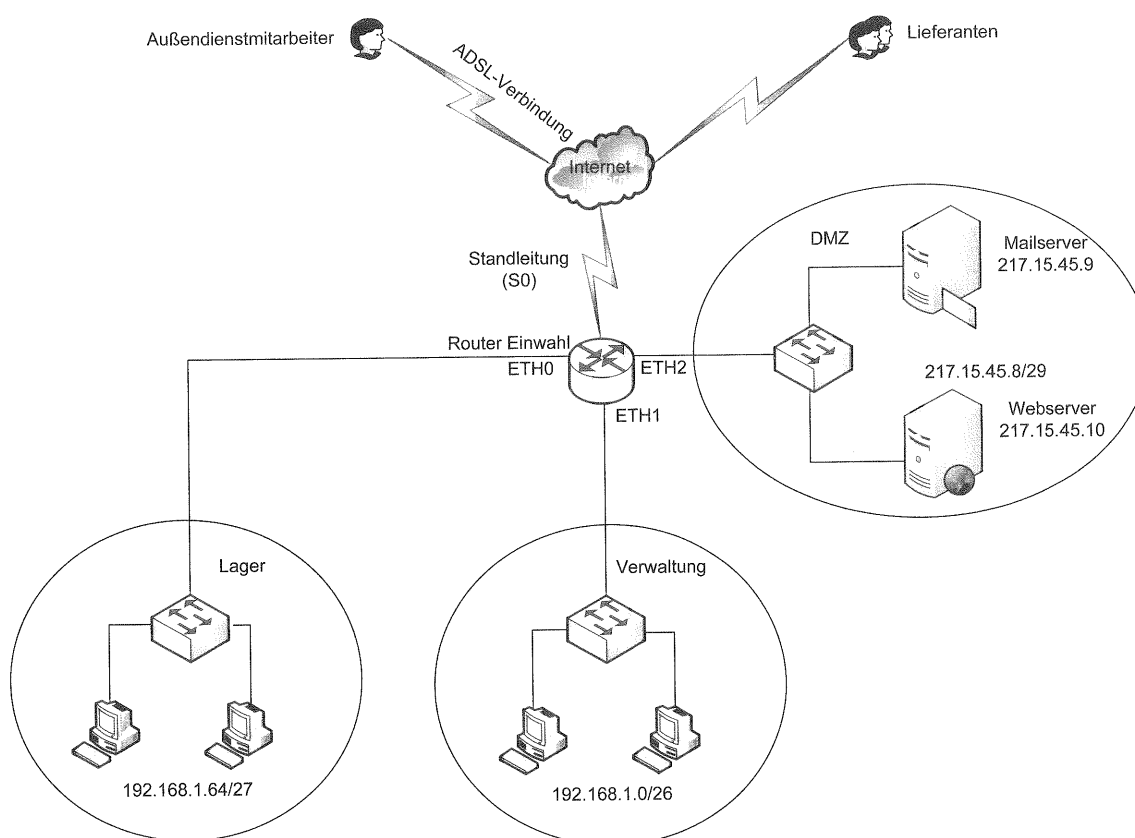 Außendienstmitarbeiter
Lieferanten
ADSL-Verbindung
Internet
DMZ
Mailserver
217.15.45.9
Standleitung
(S0)
Router Einwahl
ETH0
ETH2
ETH1
217.15.45.8/29
Webserver
217.15.45.10
Lager
Verwaltung
192.168.1.64/27
192.168.1.0/26